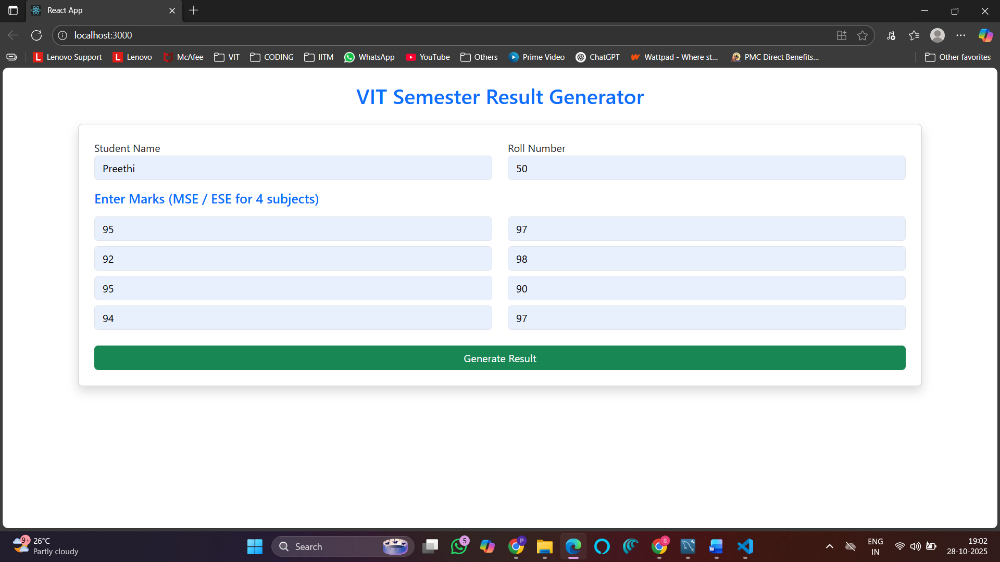 React App
localhost:3000
Lenovo Support Lenovo McAfee VIT CODING IITM WhatsApp YouTube Others Prime Video ChatGPT Wattpad - Where st... PMC Direct Benefits... Other favorites
VIT Semester Result Generator
Student Name Roll Number
Preethi 50
Enter Marks (MSE / ESE for 4 subjects)
95 97
92 98
95 90
94 97
Generate Result
9+ 26°C
Partly cloudy
Search
5
P
S
ENG
IN
19:02
28-10-2025